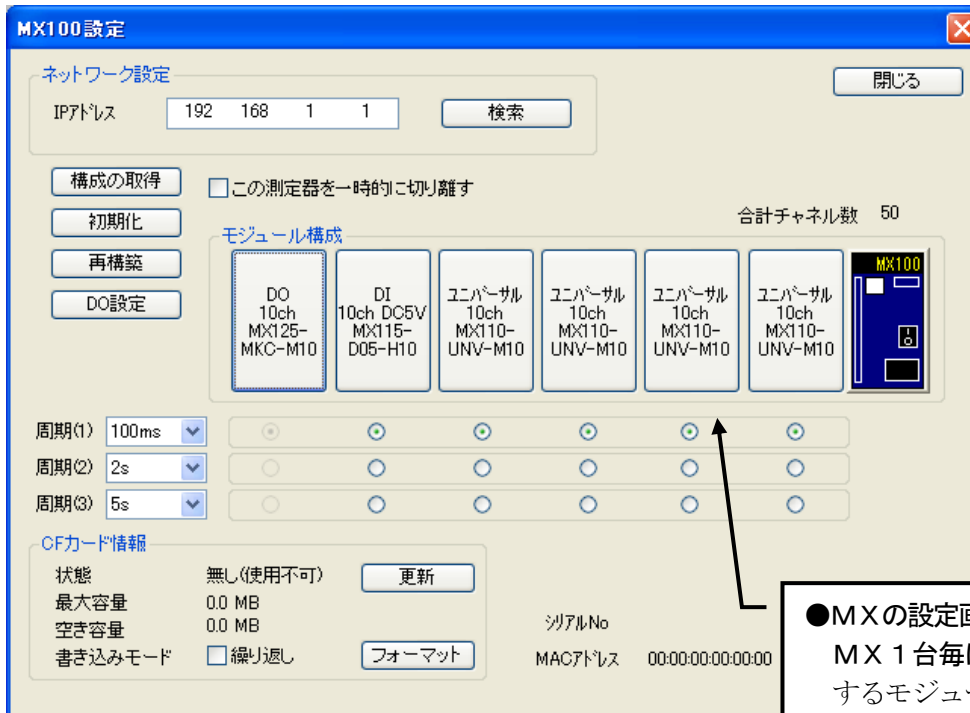 MX100設定
ネットワーク設定
閉じる
IPアドレス 192 168 1 1 検索
構成の取得
この測定器を一時的に切り離す
初期化
合計チャネル数 50
モジュール構成
再構築
DO設定
DO
10ch
MX125-
MKC-M10
DI
10ch DC5V
MX115-
D05-H10
ユニバーサル
10ch
MX110-
UNV-M10
ユニバーサル
10ch
MX110-
UNV-M10
ユニバーサル
10ch
MX110-
UNV-M10
ユニバーサル
10ch
MX110-
UNV-M10
MX100
周期(1) 100ms
周期(2) 2s
周期(3) 5s
CFカード情報
状態 無し(使用不可) 更新
最大容量 0.0 MB
空き容量 0.0 MB
書き込みモード 繰り返し フォーマット
シリアルNo
MACアドレス 00:00:00:00:00:00
●MXの設定画
MX1台毎
するモジュー